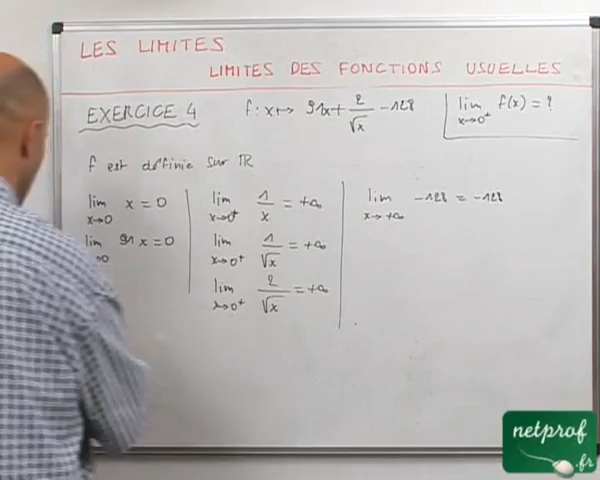 LES LIMITES
LIMITES DES FONCTIONS USUELLES
EXERCICE 4
f: x ↦ 91x + 2/√x - 128
lim x→0⁺ f(x) = ?
f est définie sur ℝ
lim x→0 x = 0
lim →0 91x = 0
lim x→0⁺ 1/x = +∞
lim x→0⁺ 1/√x = +∞
lim x→0⁺ 2/√x = +∞
lim x→+∞ -128 = -128
netprof
.fr